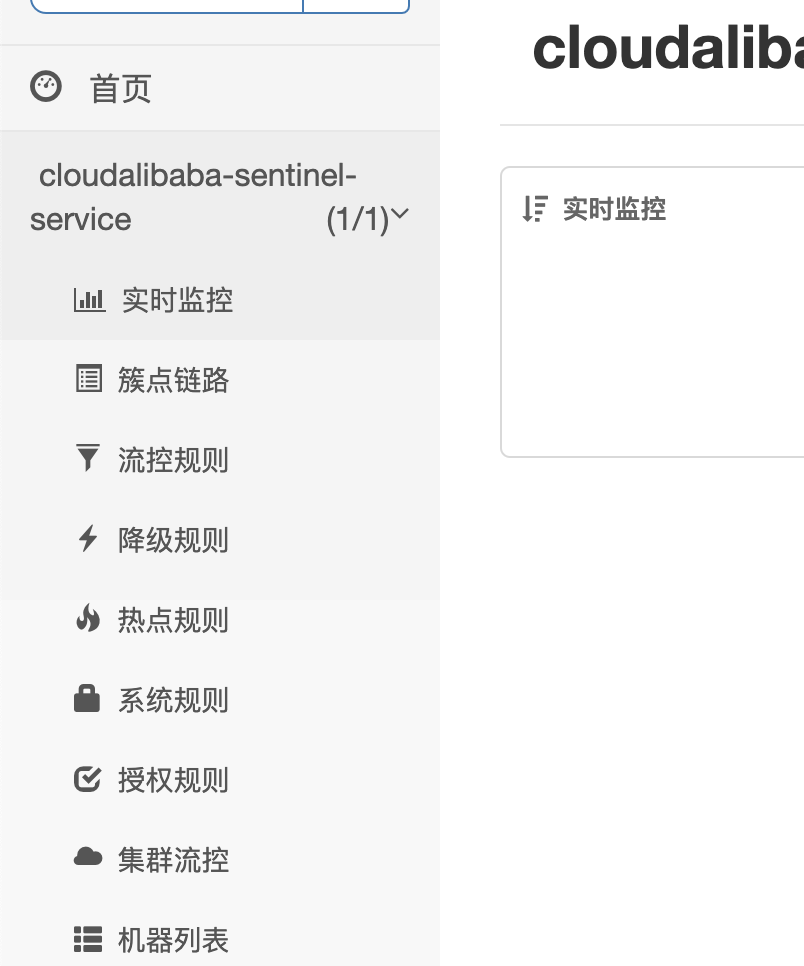 首页
cloudalibaba-sentinel-
service (1/1)
实时监控
簇点链路
流控规则
降级规则
热点规则
系统规则
授权规则
集群流控
机器列表
cloudaliba
实时监控